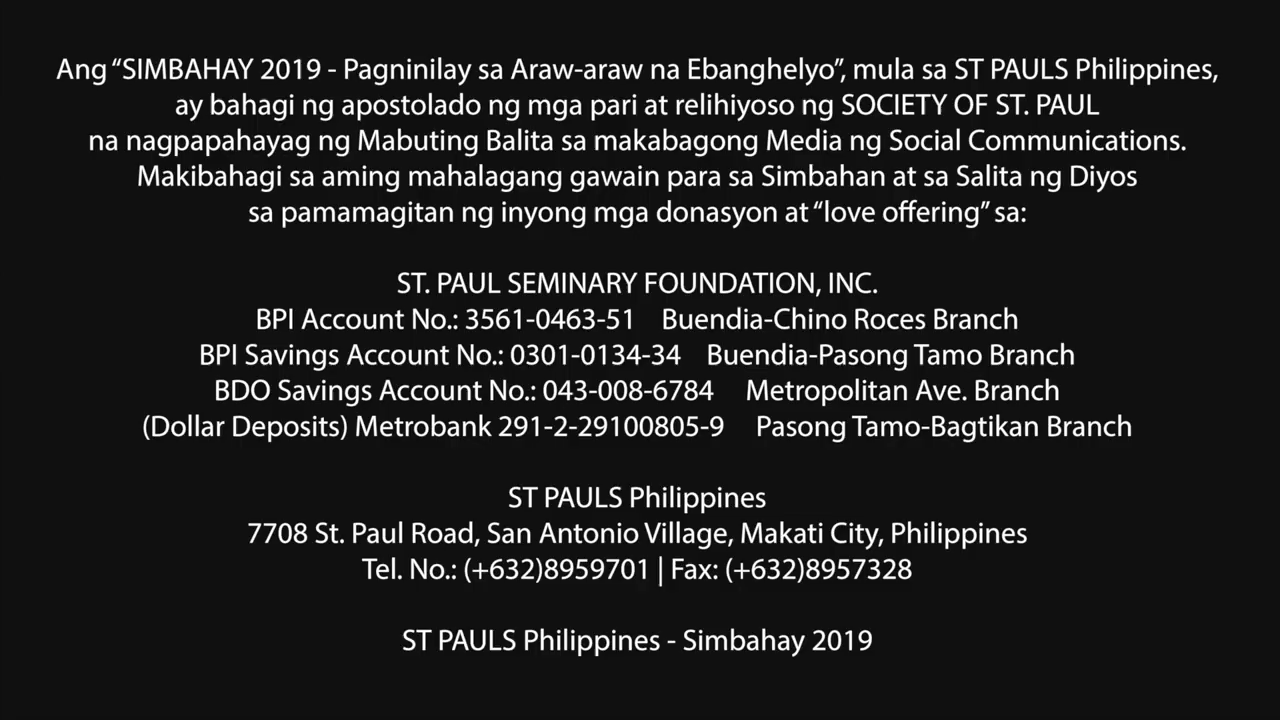 Ang “SIMBAHAY 2019 - Pagninilay sa Araw-araw na Ebanghelyo”, mula sa ST PAULS Philippines,
ay bahagi ng apostolado ng mga pari at relihiyoso ng SOCIETY OF ST. PAUL
na nagpapahayag ng Mabuting Balita sa makabagong Media ng Social Communications.
Makibahagi sa aming mahalagang gawain para sa Simbahan at sa Salita ng Diyos
sa pamamagitan ng inyong mga donasyon at “love offering” sa:
ST. PAUL SEMINARY FOUNDATION, INC.
BPI Account No.: 3561-0463-51 Buendia-Chino Roces Branch
BPI Savings Account No.: 0301-0134-34 Buendia-Pasong Tamo Branch
BDO Savings Account No.: 043-008-6784 Metropolitan Ave. Branch
(Dollar Deposits) Metrobank 291-2-29100805-9 Pasong Tamo-Bagtikan Branch
ST PAULS Philippines
7708 St. Paul Road, San Antonio Village, Makati City, Philippines
Tel. No.: (+632)8959701 | Fax: (+632)8957328
ST PAULS Philippines - Simbahay 2019